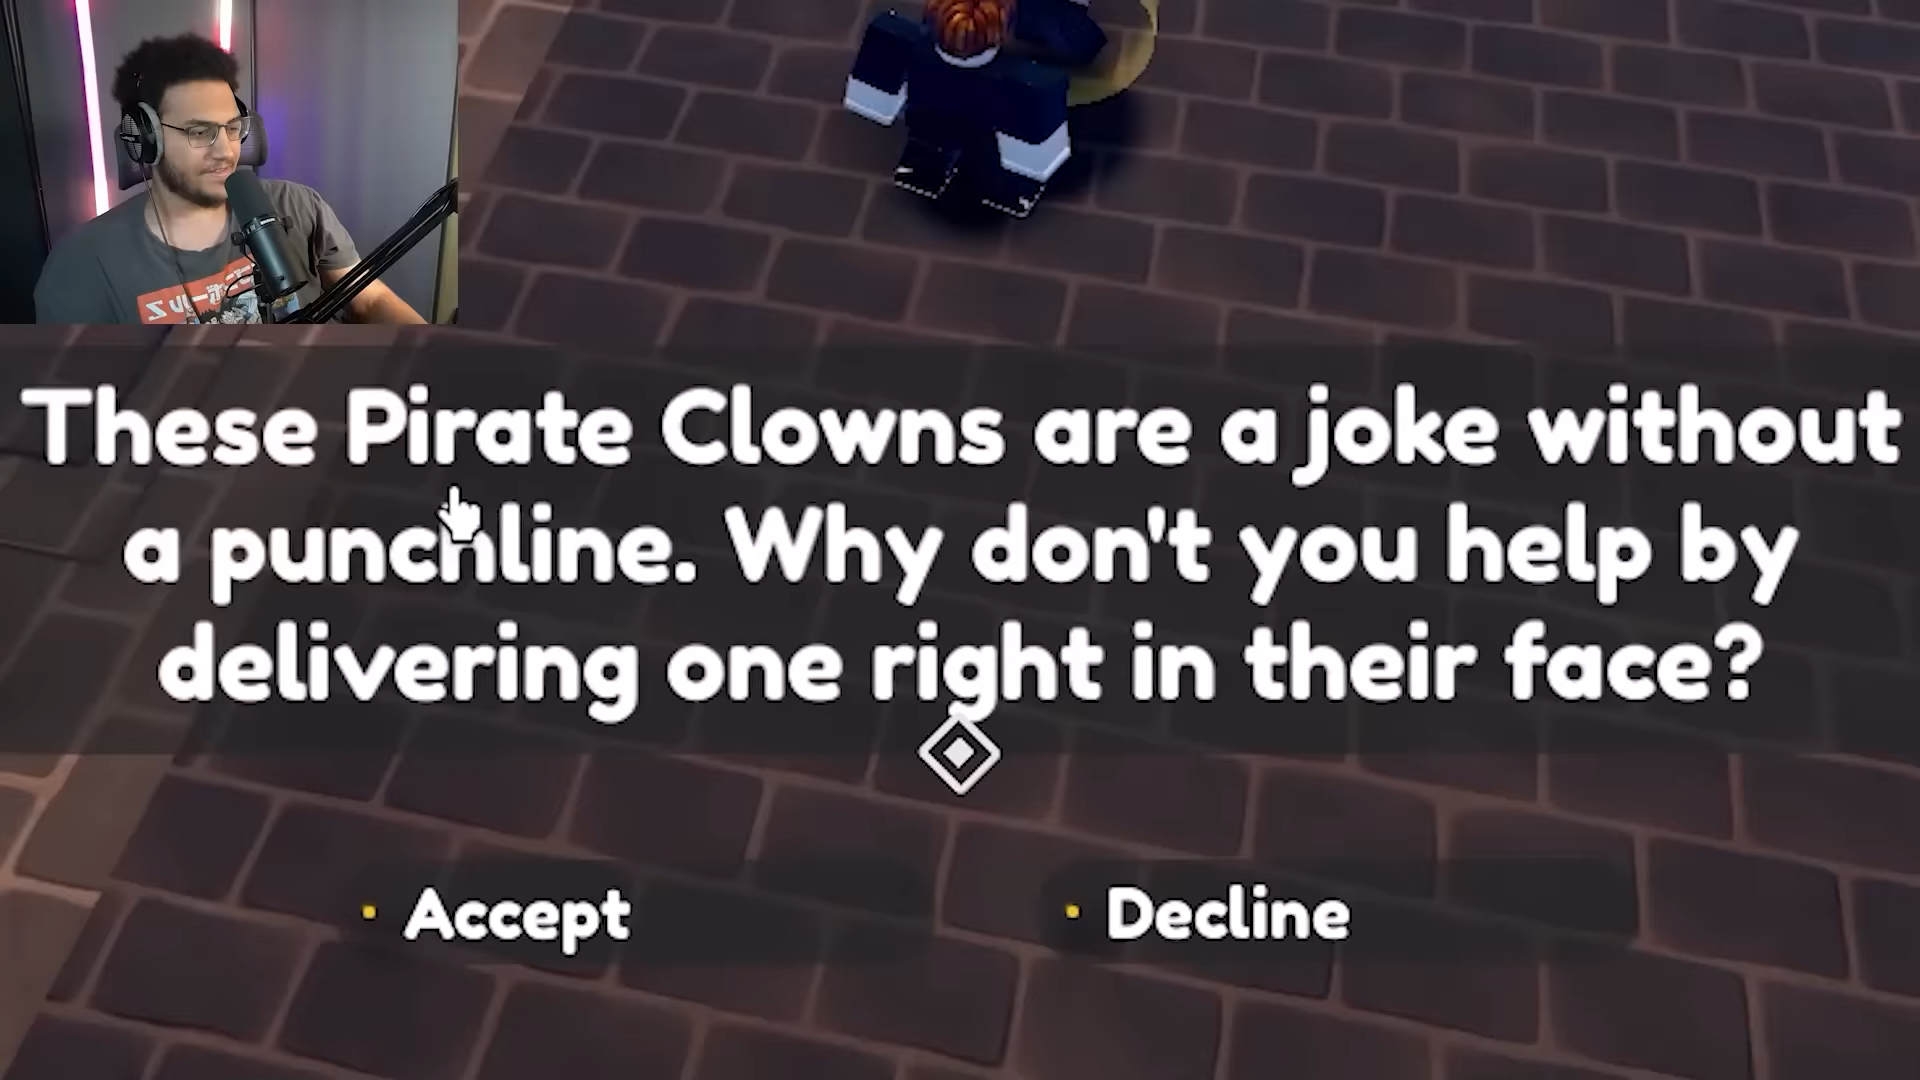 These Pirate Clowns are a joke without
a punchline. Why don't you help by
delivering one right in their face?
Accept
Decline